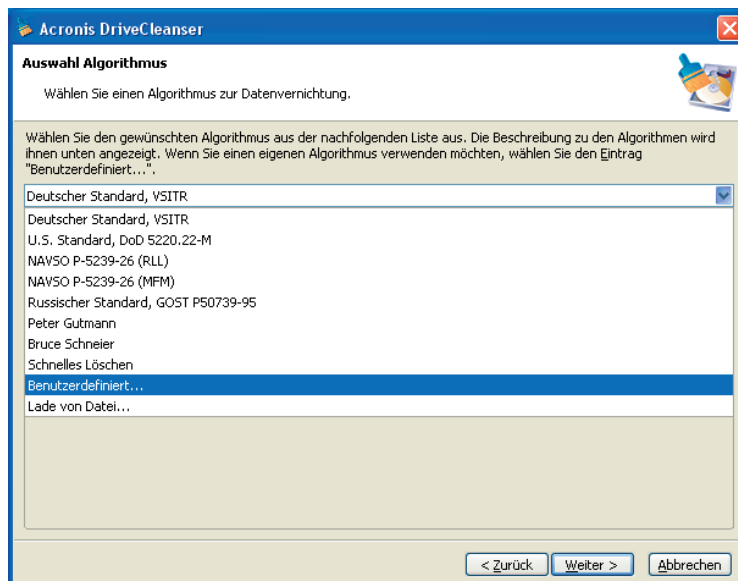 Acronis DriveCleanser
Auswahl Algorithmus
Wählen Sie einen Algorithmus zur Datenvernichtung.
Wählen Sie den gewünschten Algorithmus aus der nachfolgenden Liste aus. Die Beschreibung zu den Algorithmen wird
ihnen unten angezeigt. Wenn Sie einen eigenen Algorithmus verwenden möchten, wählen Sie den Eintrag
"Benutzerdefiniert...".
Deutscher Standard, VSITR
Deutscher Standard, VSITR
U.S. Standard, DoD 5220.22-M
NAVSO P-5239-26 (RLL)
NAVSO P-5239-26 (MFM)
Russischer Standard, GOST P50739-95
Peter Gutmann
Bruce Schneier
Schnelles Löschen
Benutzerdefiniert...
Lade von Datei...
< Zurück Weiter > Abbrechen